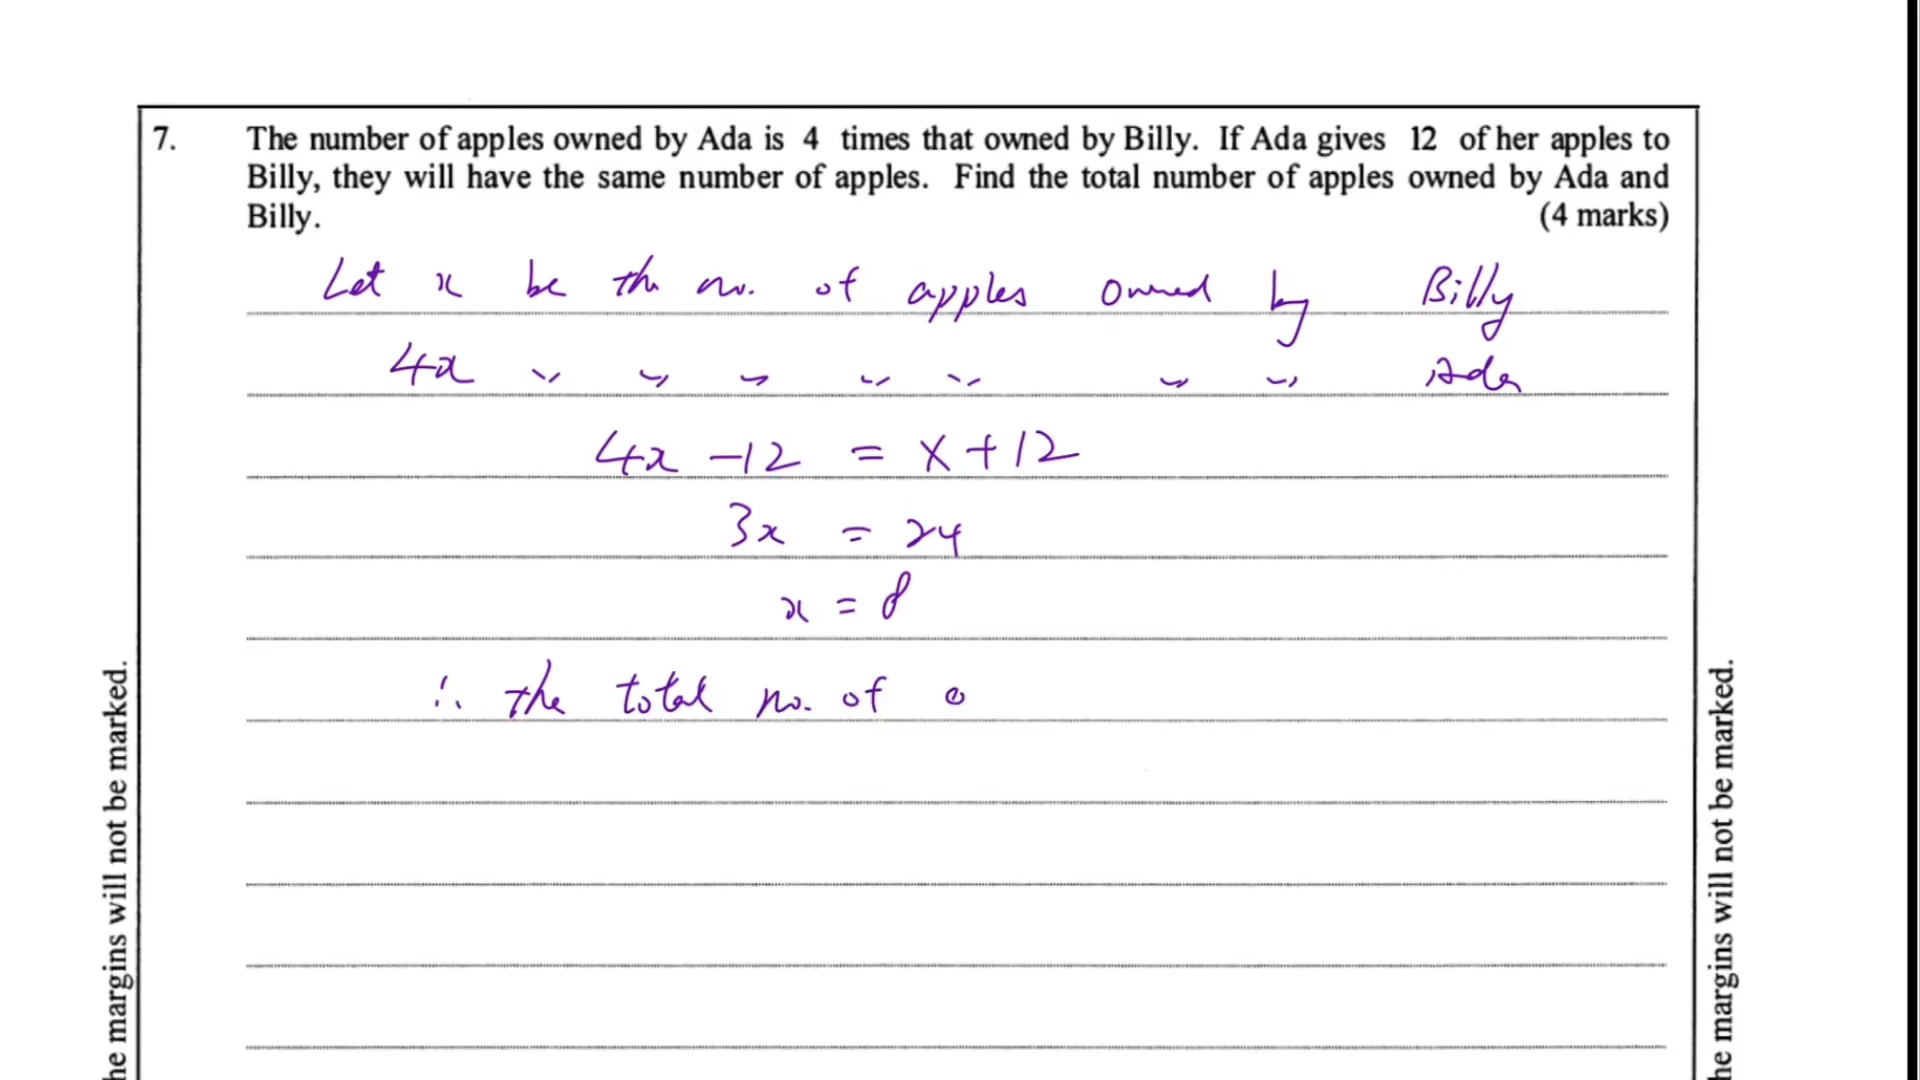 7. The number of apples owned by Ada is 4 times that owned by Billy. If Ada gives 12 of her apples to
Billy, they will have the same number of apples. Find the total number of apples owned by Ada and
Billy. (4 marks)
Let x be the no. of apples owned by Billy
4x " " " " " " " Ada
4x - 12 = x + 12
3x = 24
x = 8
∴ the total no. of
he margins will not be marked.
he margins will not be marked.